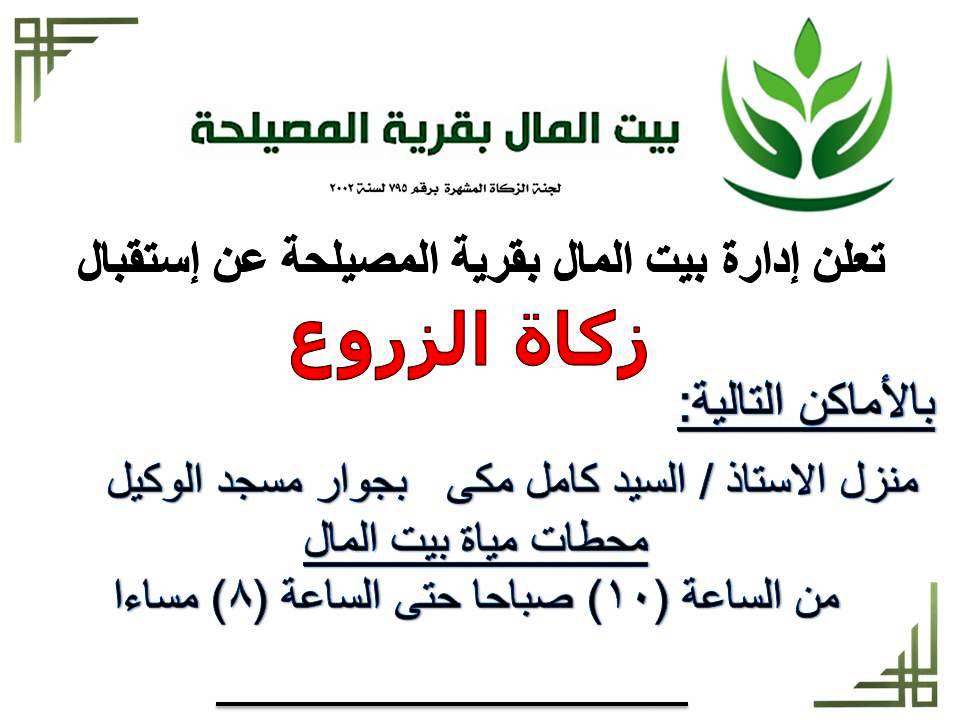 بيت المال بقرية المصيلحة
لجنة الزكاة المشهرة برقم ٧٩٥ لسنة ٢٠٠٢
تعلن إدارة بيت المال بقرية المصيلحة عن إستقبال
زكاة الزروع
بالأماكن التالية:
منزل الاستاذ / السيد كامل مكى بجوار مسجد الوكيل
محطات مياة بيت المال
من الساعة (١٠) صباحا حتى الساعة (٨) مساءا